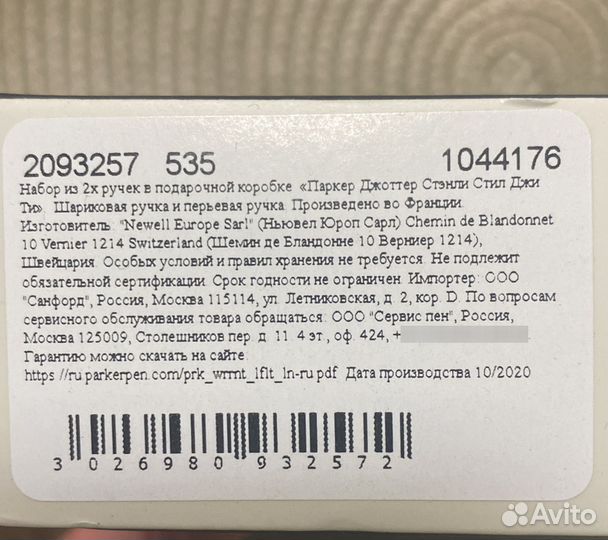 2093257 535 1044176
Набор из 2х ручек в подарочной коробке «Паркер Джоттер Стэнли Стил Джи
Ти». Шариковая ручка и перьевая ручка. Произведено во Франции.
Изготовитель: "Newell Europe Sarl" (Ньювел Юроп Сарл) Chemin de Blandonnet
10 Vernier 1214 Switzerland (Шемин де Бландонне 10 Верниер 1214),
Швейцария. Особых условий и правил хранения не требуется. Не подлежит
обязательной сертификации. Срок годности не ограничен. Импортер: ООО
"Санфорд", Россия, Москва 115114, ул. Летниковская, д. 2, кор. D. По вопросам
сервисного обслуживания товара обращаться: ООО "Сервис пен", Россия,
Москва 125009, Столешников пер. д. 11. 4 эт., оф. 424, +
Гарантию можно скачать на сайте:
https://ru.parkerpen.com/prk_wrrnt_lflt_ln-ru.pdf Дата производства 10/2020
3 026980 932572
Avito